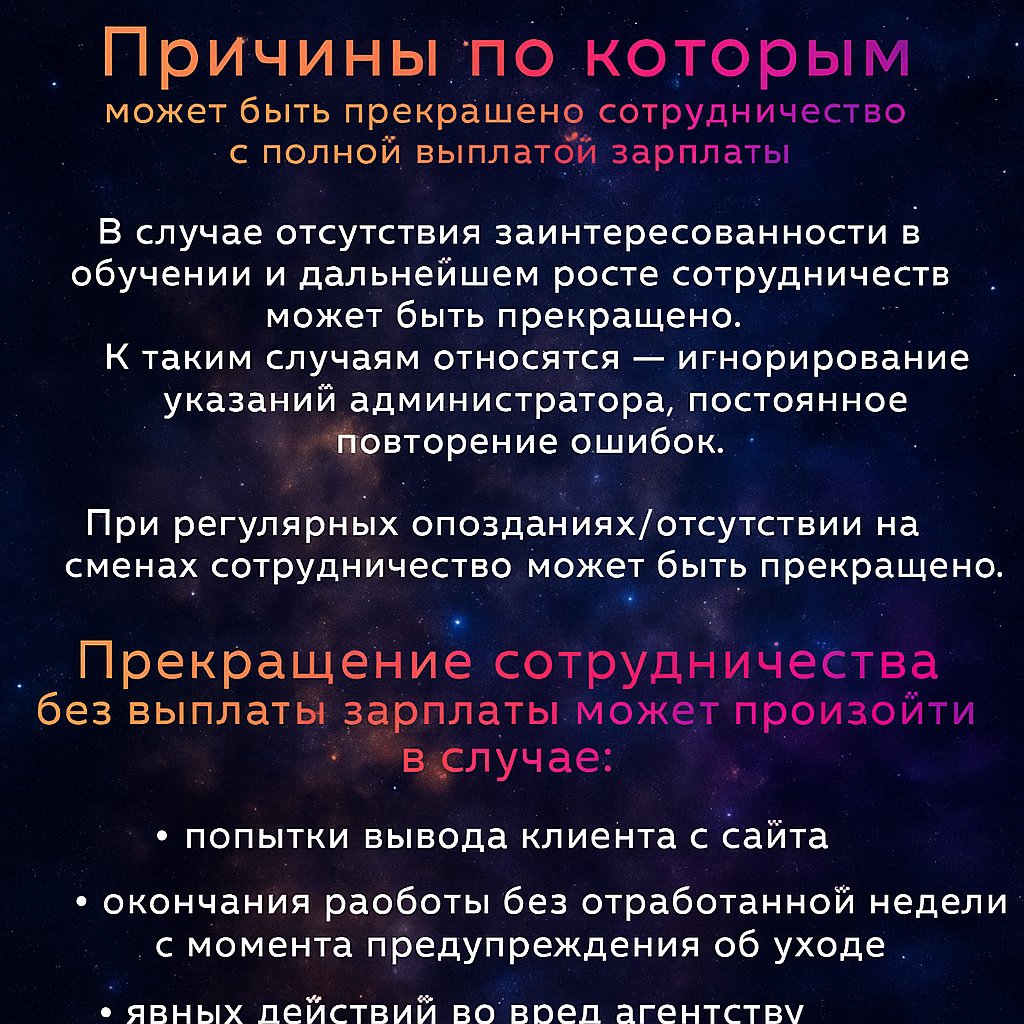 Причины по которым
может быть прекрашено сотрудничество
с полной выплатой зарплаты
В случае отсутствия заинтересованности в
обучении и дальнейшем росте сотрудничеств
может быть прекращено.
К таким случаям относятся — игнорирование
указаний администратора, постоянное
повторение ошибок.
При регулярных опозданиях/отсутствии на
сменах сотрудничество может быть прекращено.
Прекращение сотрудничества
без выплаты зарплаты может произойти
в случае:
• попытки вывода клиента с сайта
• окончания раоботы без отработанной недели
с момента предупреждения об уходе
• явных действий во вред агентству